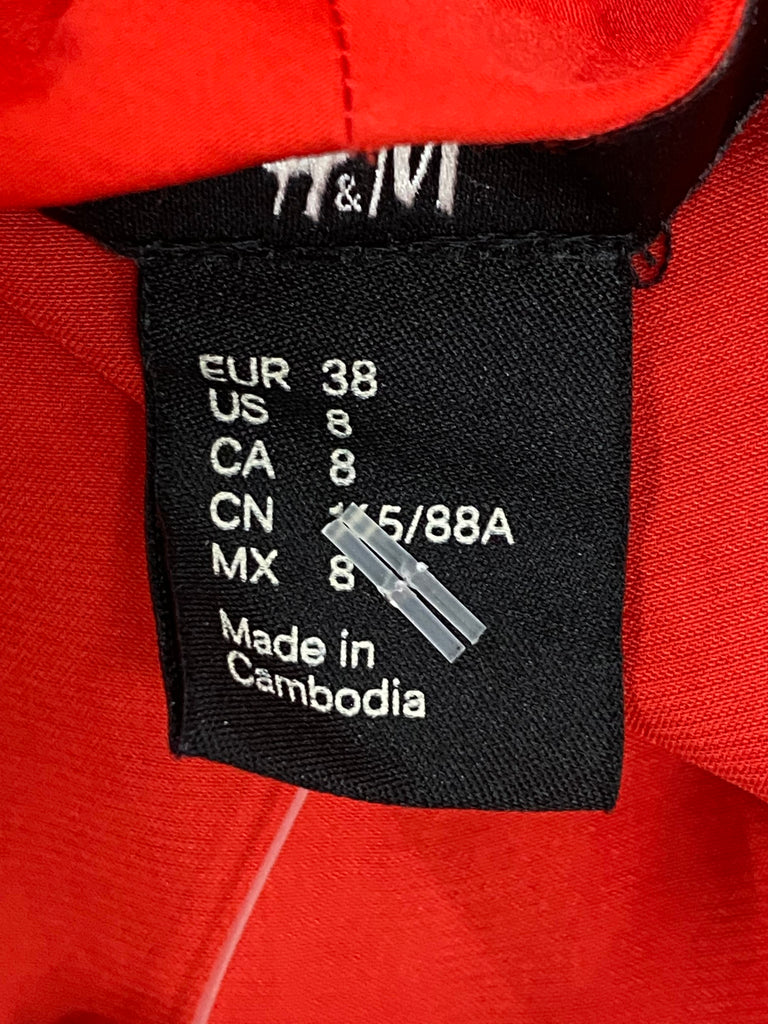 H&M
EUR 38
US 8
CA 8
CN
MX 8
Made in
Cambodia